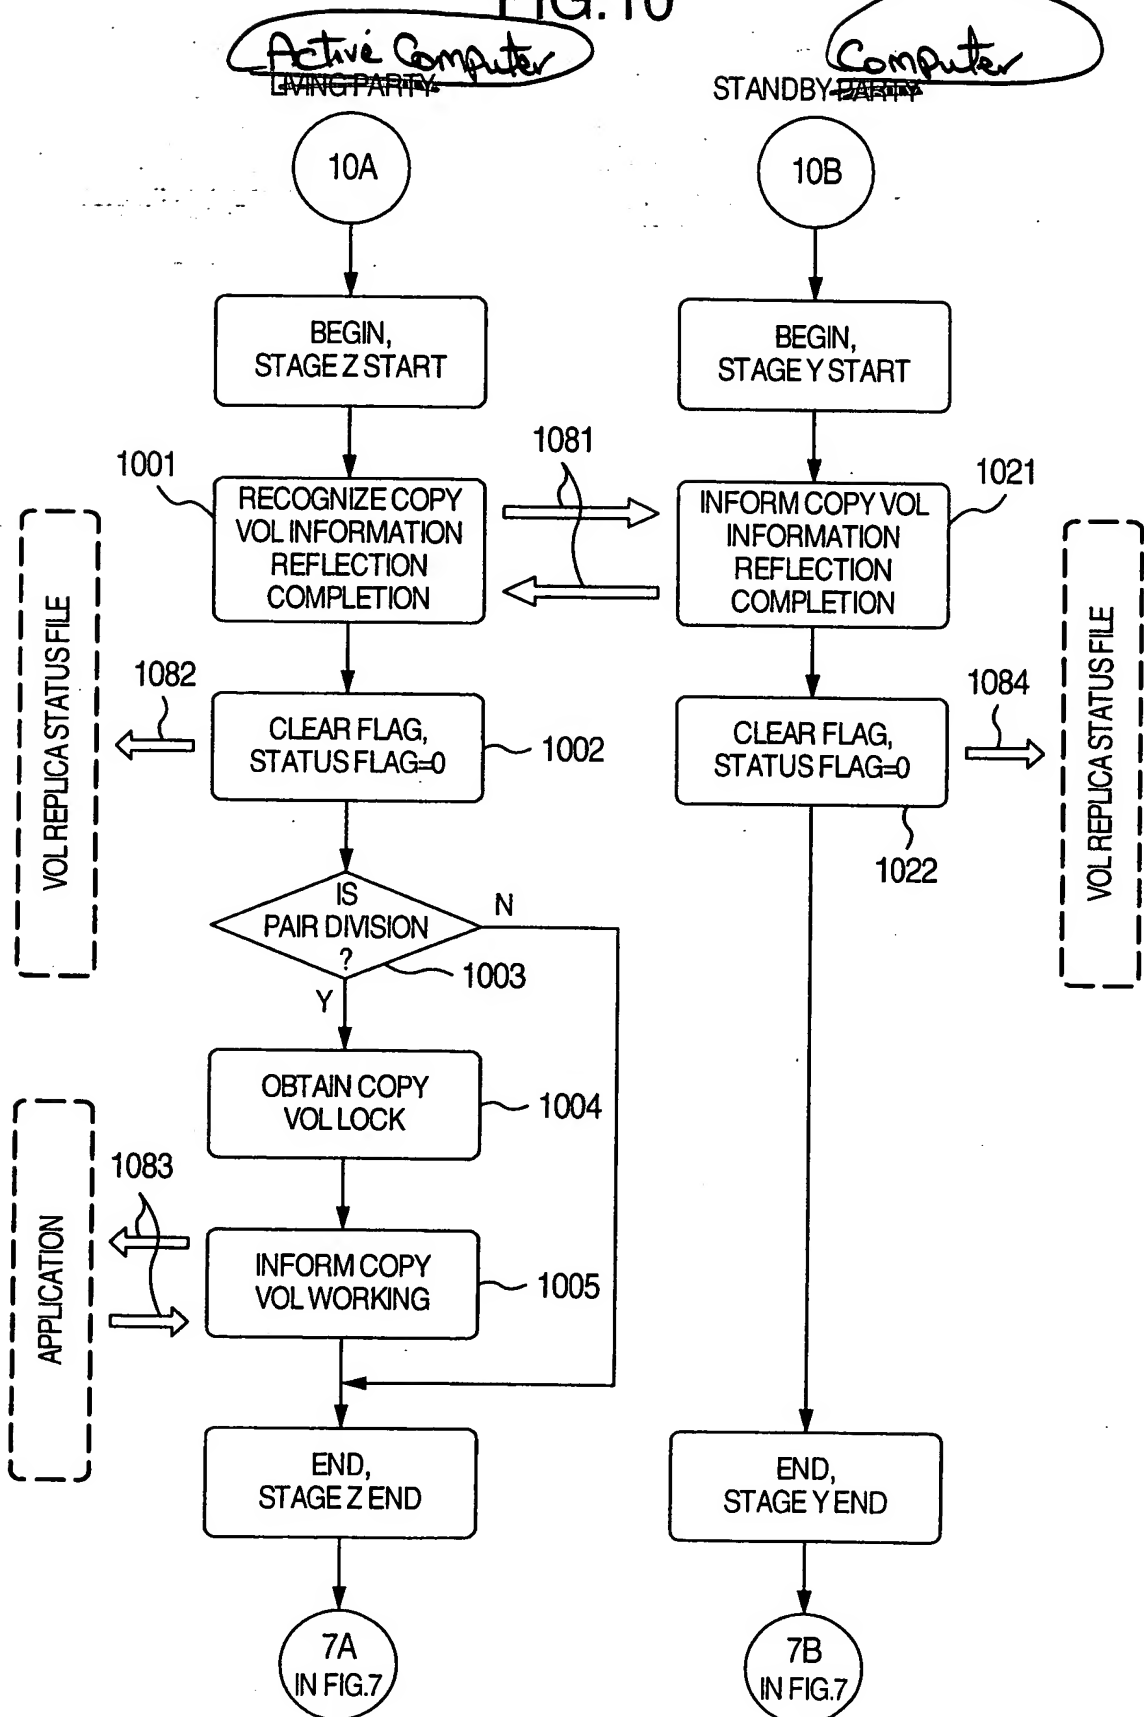 FIG.10
Active Computer
LIVING PARTY
Computer
STANDBY PARTY
10A
10B
BEGIN,
STAGE Z START
BEGIN,
STAGE Y START
1081
1001
RECOGNIZE COPY
VOL INFORMATION
REFLECTION
COMPLETION
INFORM COPY VOL
INFORMATION
REFLECTION
COMPLETION
1021
VOL REPLICA STATUS FILE
1082
CLEAR FLAG,
STATUS FLAG=0
1002
CLEAR FLAG,
STATUS FLAG=0
1084
1022
VOL REPLICA STATUS FILE
IS
PAIR DIVISION
?
N
1003
Y
OBTAIN COPY
VOL LOCK
1004
APPLICATION
1083
INFORM COPY
VOL WORKING
1005
END,
STAGE Z END
END,
STAGE Y END
7A
IN FIG.7
7B
IN FIG.7